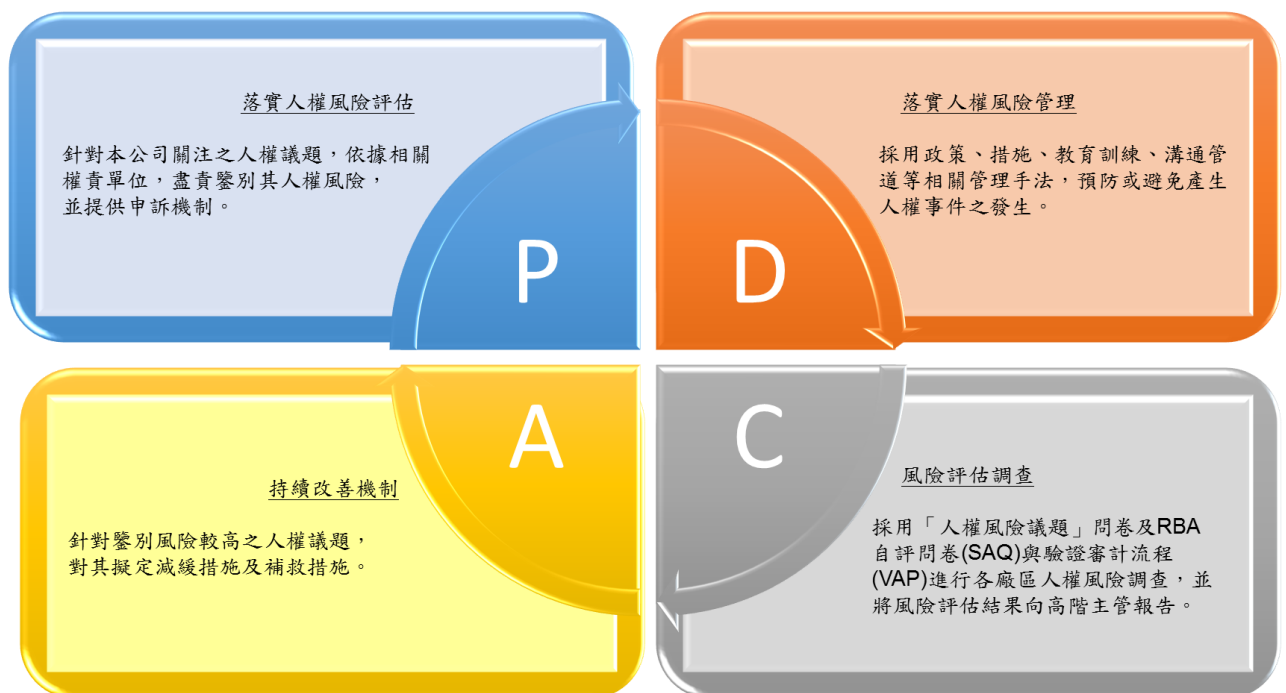 落實人權風險評估
針對本公司關注之人權議題，依據相關
權責單位，盡責鑒別其人權風險，
並提供申訴機制。
P
落實人權風險管理
採用政策、措施、教育訓練、溝通管
道等相關管理手法，預防或避免產生
人權事件之發生。
D
持續改善機制
針對鑒別風險較高之人權議題，
對其擬定減緩措施及補救措施。
A
風險評估調查
採用「人權風險議題」問卷及RBA
自評問卷(SAQ)與驗證審計流程
(VAP)進行各廠區人權風險調查，並
將風險評估結果向高階主管報告。
C